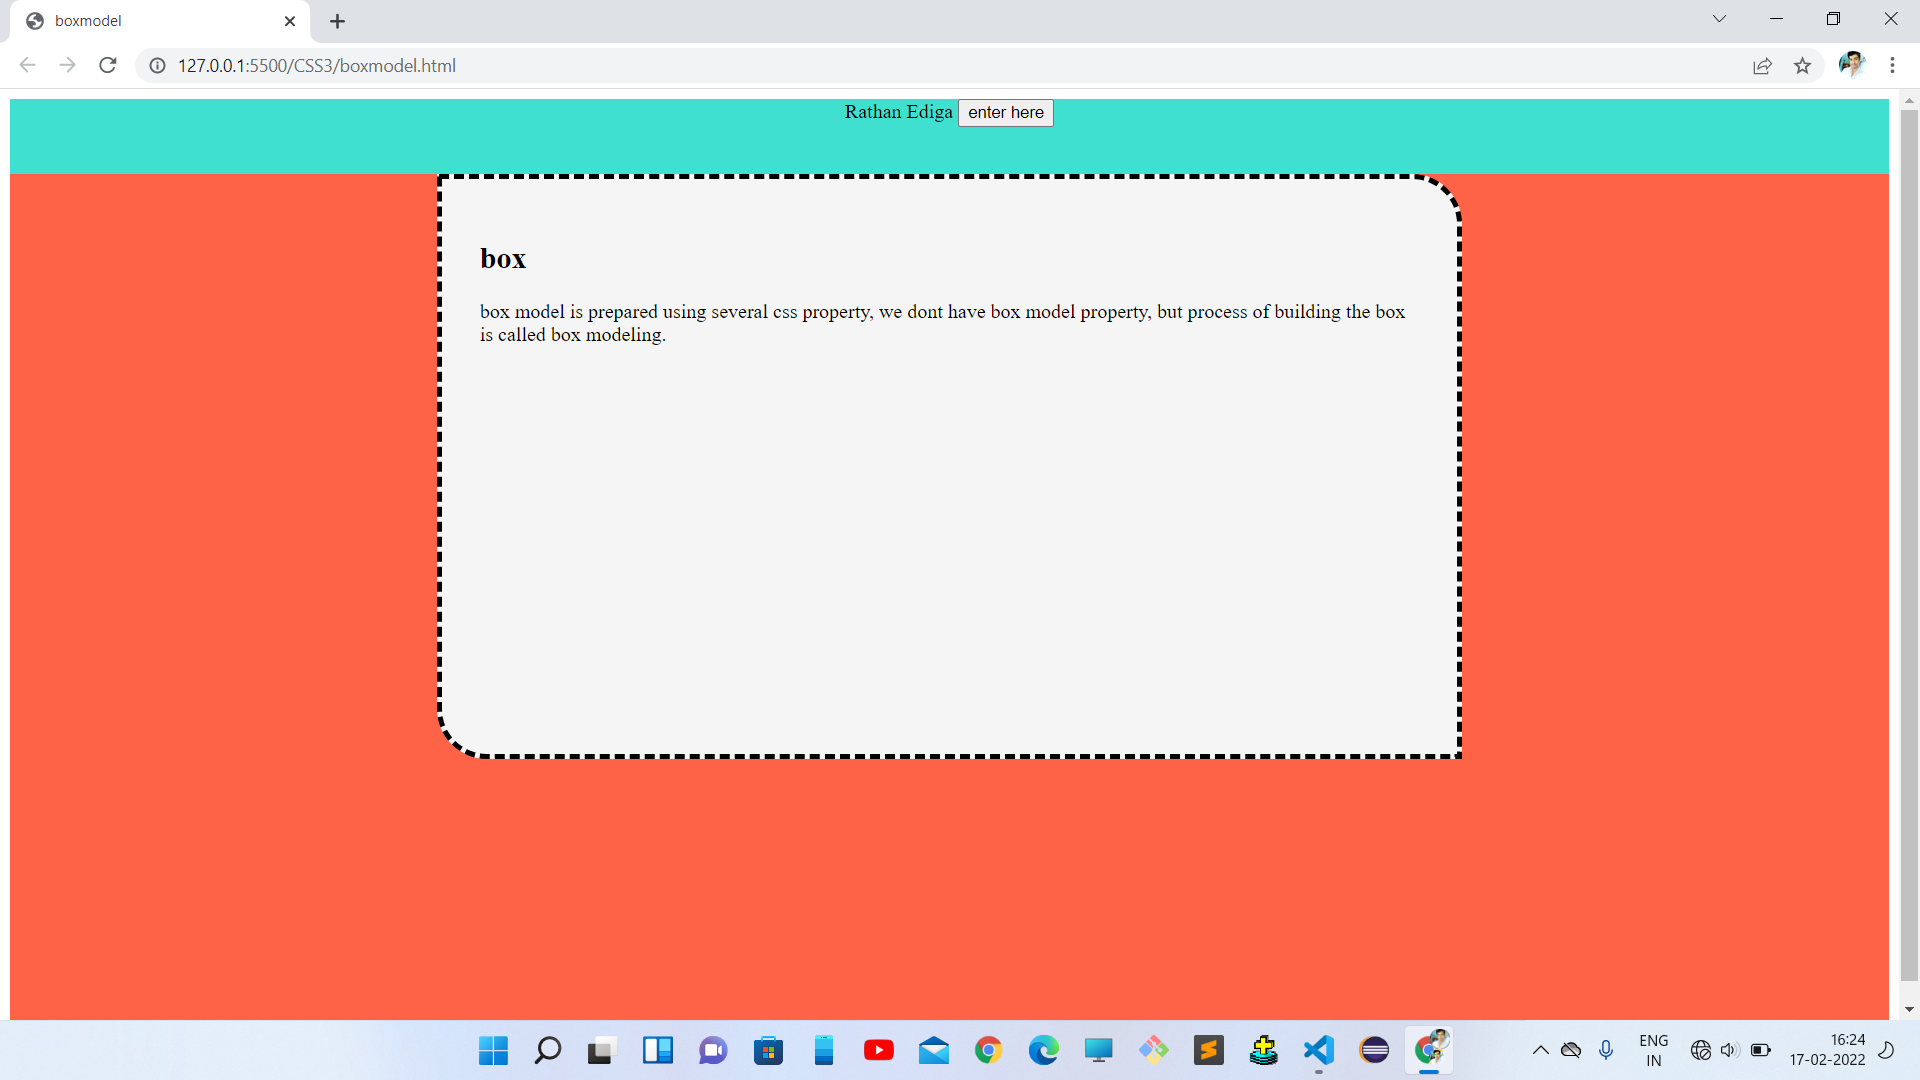 boxmodel
127.0.0.1:5500/CSS3/boxmodel.html
Rathan Ediga enter here
box
box model is prepared using several css property, we dont have box model property, but process of building the box
is called box modeling.
ENG
IN
16:24
17-02-2022